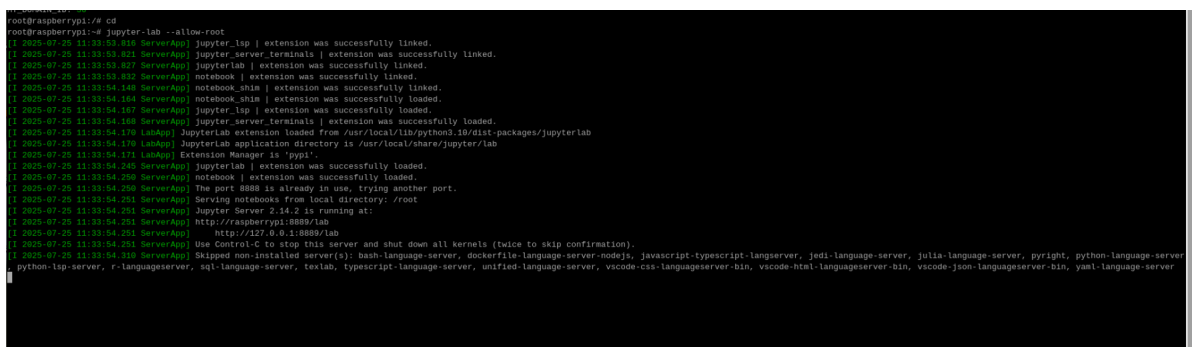 root@raspberrypi:/# cd
root@raspberrypi:~# jupyter-lab --allow-root
[I 2025-07-25 11:33:53.816 ServerApp] jupyter_lsp | extension was successfully linked.
[I 2025-07-25 11:33:53.821 ServerApp] jupyter_server_terminals | extension was successfully linked.
[I 2025-07-25 11:33:53.827 ServerApp] jupyterlab | extension was successfully linked.
[I 2025-07-25 11:33:53.832 ServerApp] notebook | extension was successfully linked.
[I 2025-07-25 11:33:54.148 ServerApp] notebook_shim | extension was successfully linked.
[I 2025-07-25 11:33:54.164 ServerApp] notebook_shim | extension was successfully loaded.
[I 2025-07-25 11:33:54.167 ServerApp] jupyter_lsp | extension was successfully loaded.
[I 2025-07-25 11:33:54.168 ServerApp] jupyter_server_terminals | extension was successfully loaded.
[I 2025-07-25 11:33:54.170 LabApp] JupyterLab extension loaded from /usr/local/lib/python3.10/dist-packages/jupyterlab
[I 2025-07-25 11:33:54.170 LabApp] JupyterLab application directory is /usr/local/share/jupyter/lab
[I 2025-07-25 11:33:54.171 LabApp] Extension Manager is 'pypi'.
[I 2025-07-25 11:33:54.245 ServerApp] jupyterlab | extension was successfully loaded.
[I 2025-07-25 11:33:54.250 ServerApp] notebook | extension was successfully loaded.
[I 2025-07-25 11:33:54.250 ServerApp] The port 8888 is already in use, trying another port.
[I 2025-07-25 11:33:54.251 ServerApp] Serving notebooks from local directory: /root
[I 2025-07-25 11:33:54.251 ServerApp] Jupyter Server 2.14.2 is running at:
[I 2025-07-25 11:33:54.251 ServerApp] http://raspberrypi:8889/lab
[I 2025-07-25 11:33:54.251 ServerApp]     http://127.0.0.1:8889/lab
[I 2025-07-25 11:33:54.251 ServerApp] Use Control-C to stop this server and shut down all kernels (twice to skip confirmation).
[I 2025-07-25 11:33:54.310 ServerApp] Skipped non-installed server(s): bash-language-server, dockerfile-language-server-nodejs, javascript-typescript-langserver, jedi-language-server, julia-language-server, pyright, python-language-server
, python-lsp-server, r-languageserver, sql-language-server, texlab, typescript-language-server, unified-language-server, vscode-css-languageserver-bin, vscode-html-languageserver-bin, vscode-json-languageserver-bin, yaml-language-server